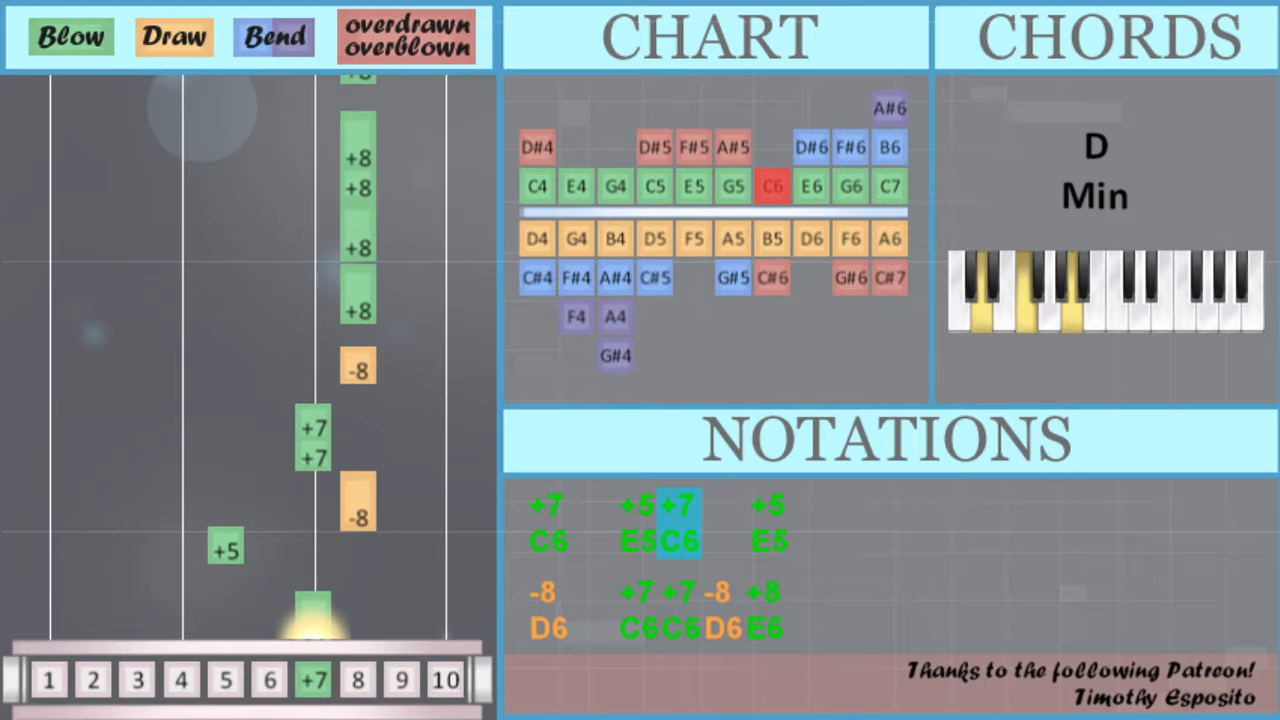 Blow Draw Bend overdrawn
overblown
CHART
CHORDS
+8
+8
+8
+8
-8
+7
+7
-8
+5
1 2 3 4 5 6 +7 8 9 10
A#6
D#4 D#5 F#5 A#5 D#6 F#6 B6
C4 E4 G4 C5 E5 G5 C6 E6 G6 C7
D4 G4 B4 D5 F5 A5 B5 D6 F6 A6
C#4 F#4 A#4 C#5 G#5 C#6 G#6 C#7
F4 A4
G#4
D
Min
NOTATIONS
+7 +5 +7 +5
C6 E5 C6 E5
-8 +7 +7 -8 +8
D6 C6 C6 D6 E6
Thanks to the following Patreon!
Timothy Esposito